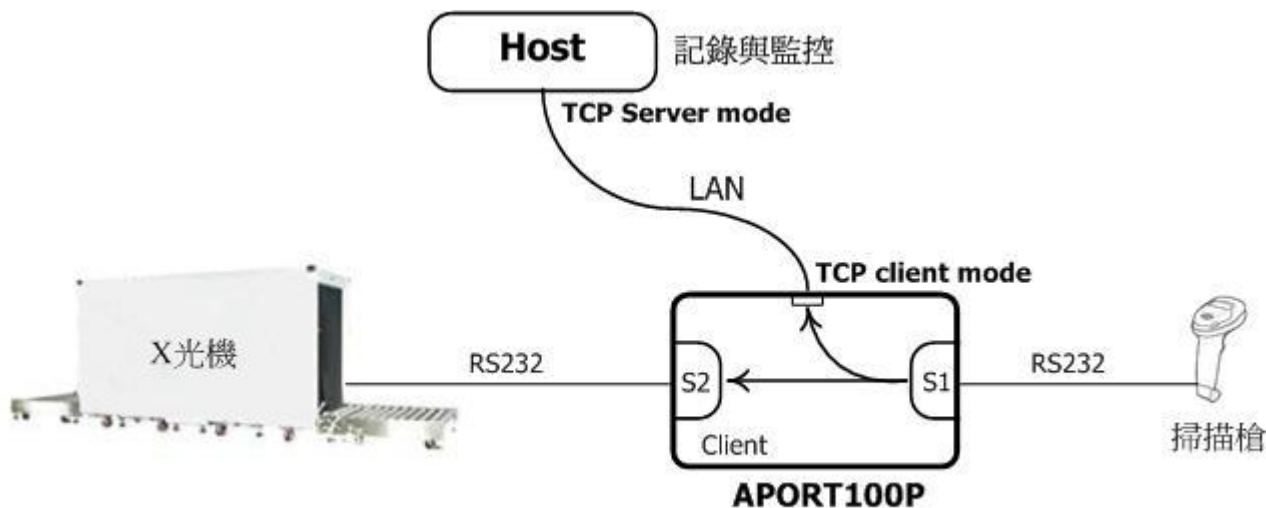 Host
記錄與監控
TCP Server mode
LAN
TCP client mode
X光機
RS232
S2
S1
RS232
Client
掃描槍
APORT100P